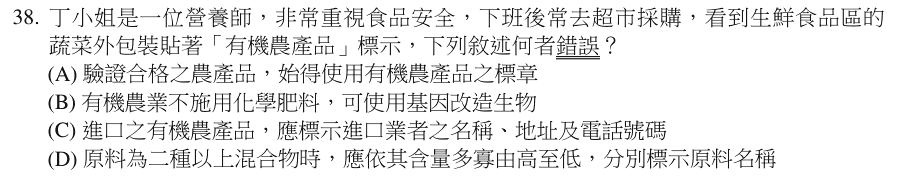 38. 丁小姐是一位營養師，非常重視食品安全，下班後常去超市採購，看到生鮮食品區的
蔬菜外包裝貼著「有機農產品」標示，下列敘述何者錯誤？
(A) 驗證合格之農產品，始得使用有機農產品之標章
(B) 有機農業不施用化學肥料，可使用基因改造生物
(C) 進口之有機農產品，應標示進口業者之名稱、地址及電話號碼
(D) 原料為二種以上混合物時，應依其含量多寡由高至低，分別標示原料名稱